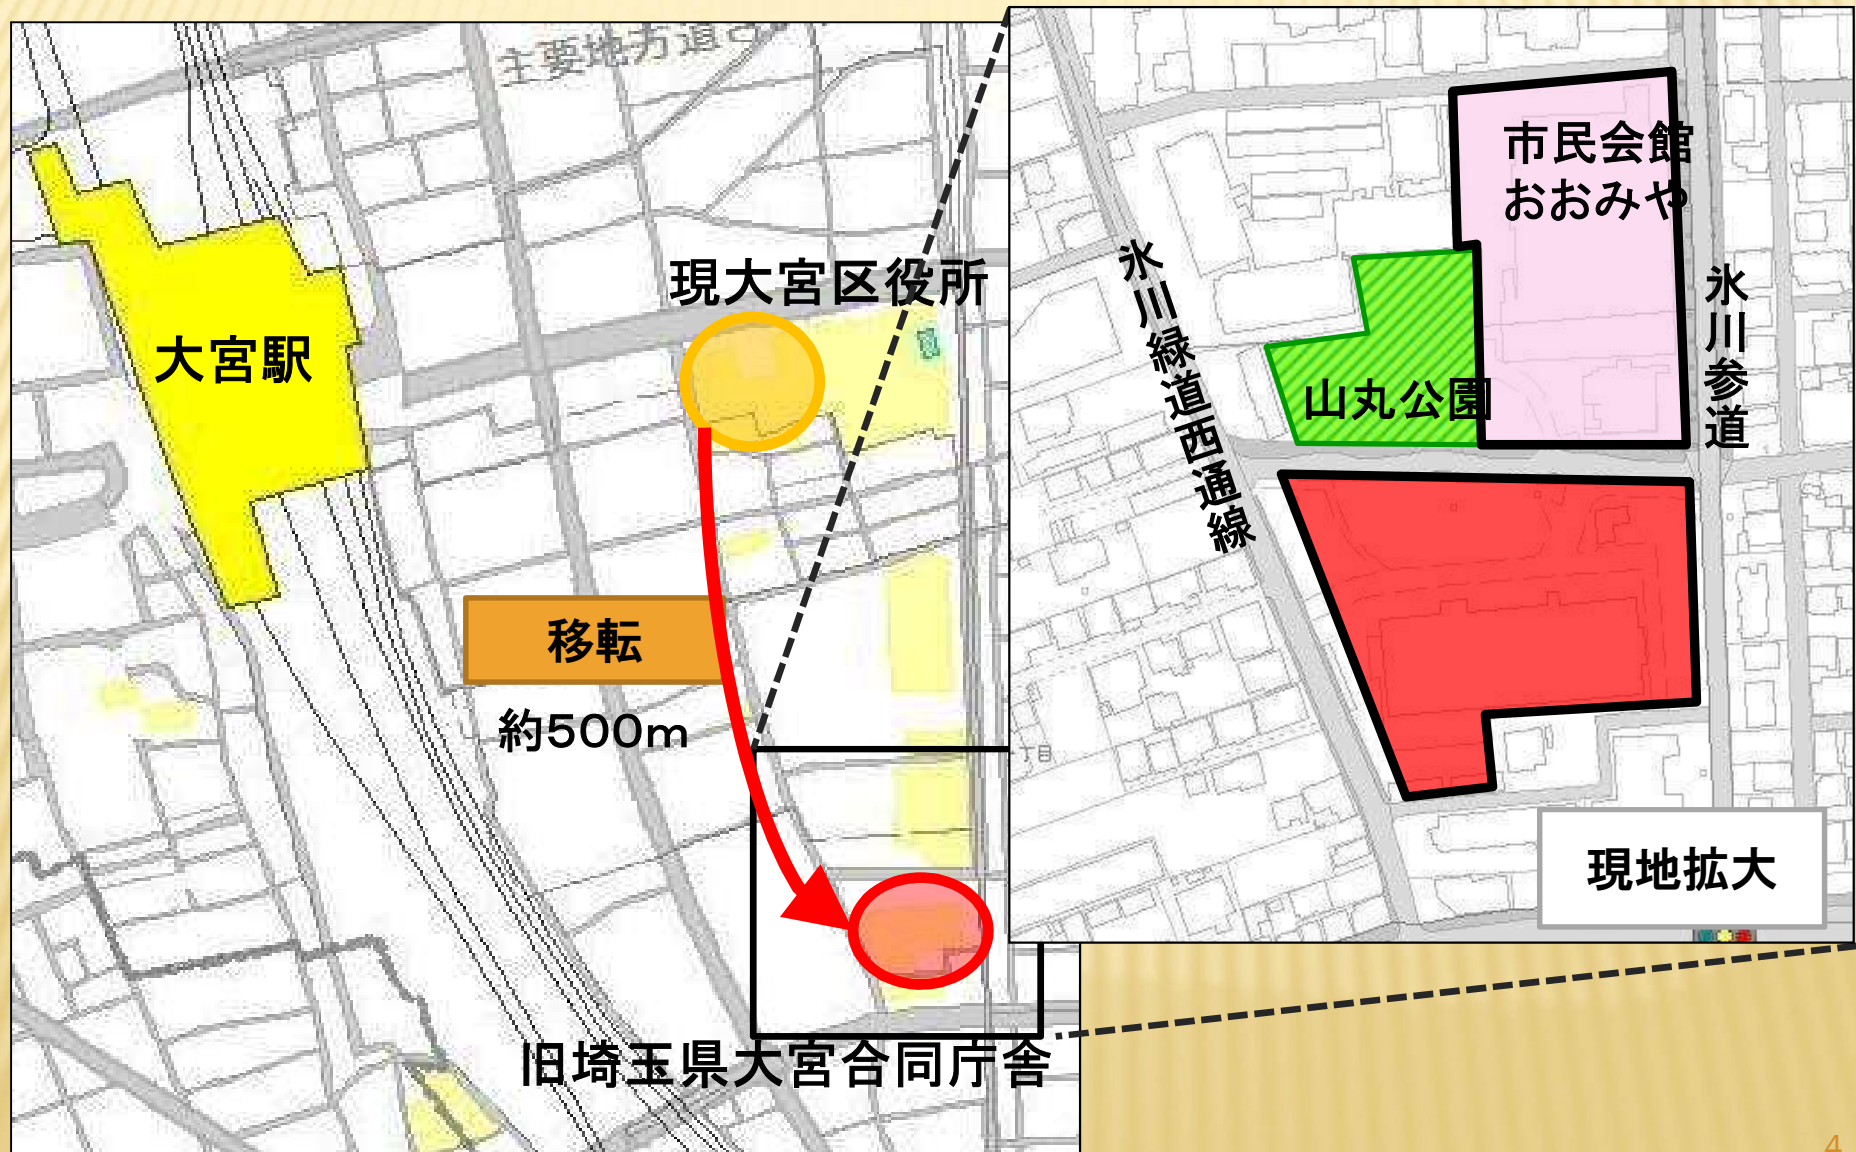 主要地方道さ
現大宮区役所
大宮駅
移転
約500m
旧埼玉県大宮合同庁舎
市民会館
おおみや
氷川緑道西通線
山丸公園
氷川参道
丁目
現地拡大
4